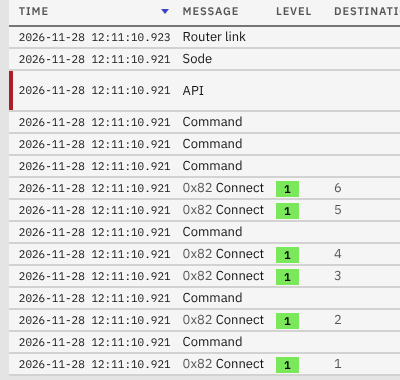 TIME MESSAGE LEVEL DESTINATI
2026-11-28 12:11:10.923 Router link
2026-11-28 12:11:10.921 Sode
2026-11-28 12:11:10.921 API
2026-11-28 12:11:10.921 Command
2026-11-28 12:11:10.921 Command
2026-11-28 12:11:10.921 Command
2026-11-28 12:11:10.921 0x82 Connect 1 6
2026-11-28 12:11:10.921 0x82 Connect 1 5
2026-11-28 12:11:10.921 Command
2026-11-28 12:11:10.921 0x82 Connect 1 4
2026-11-28 12:11:10.921 0x82 Connect 1 3
2026-11-28 12:11:10.921 Command
2026-11-28 12:11:10.921 0x82 Connect 1 2
2026-11-28 12:11:10.921 Command
2026-11-28 12:11:10.921 0x82 Connect 1 1